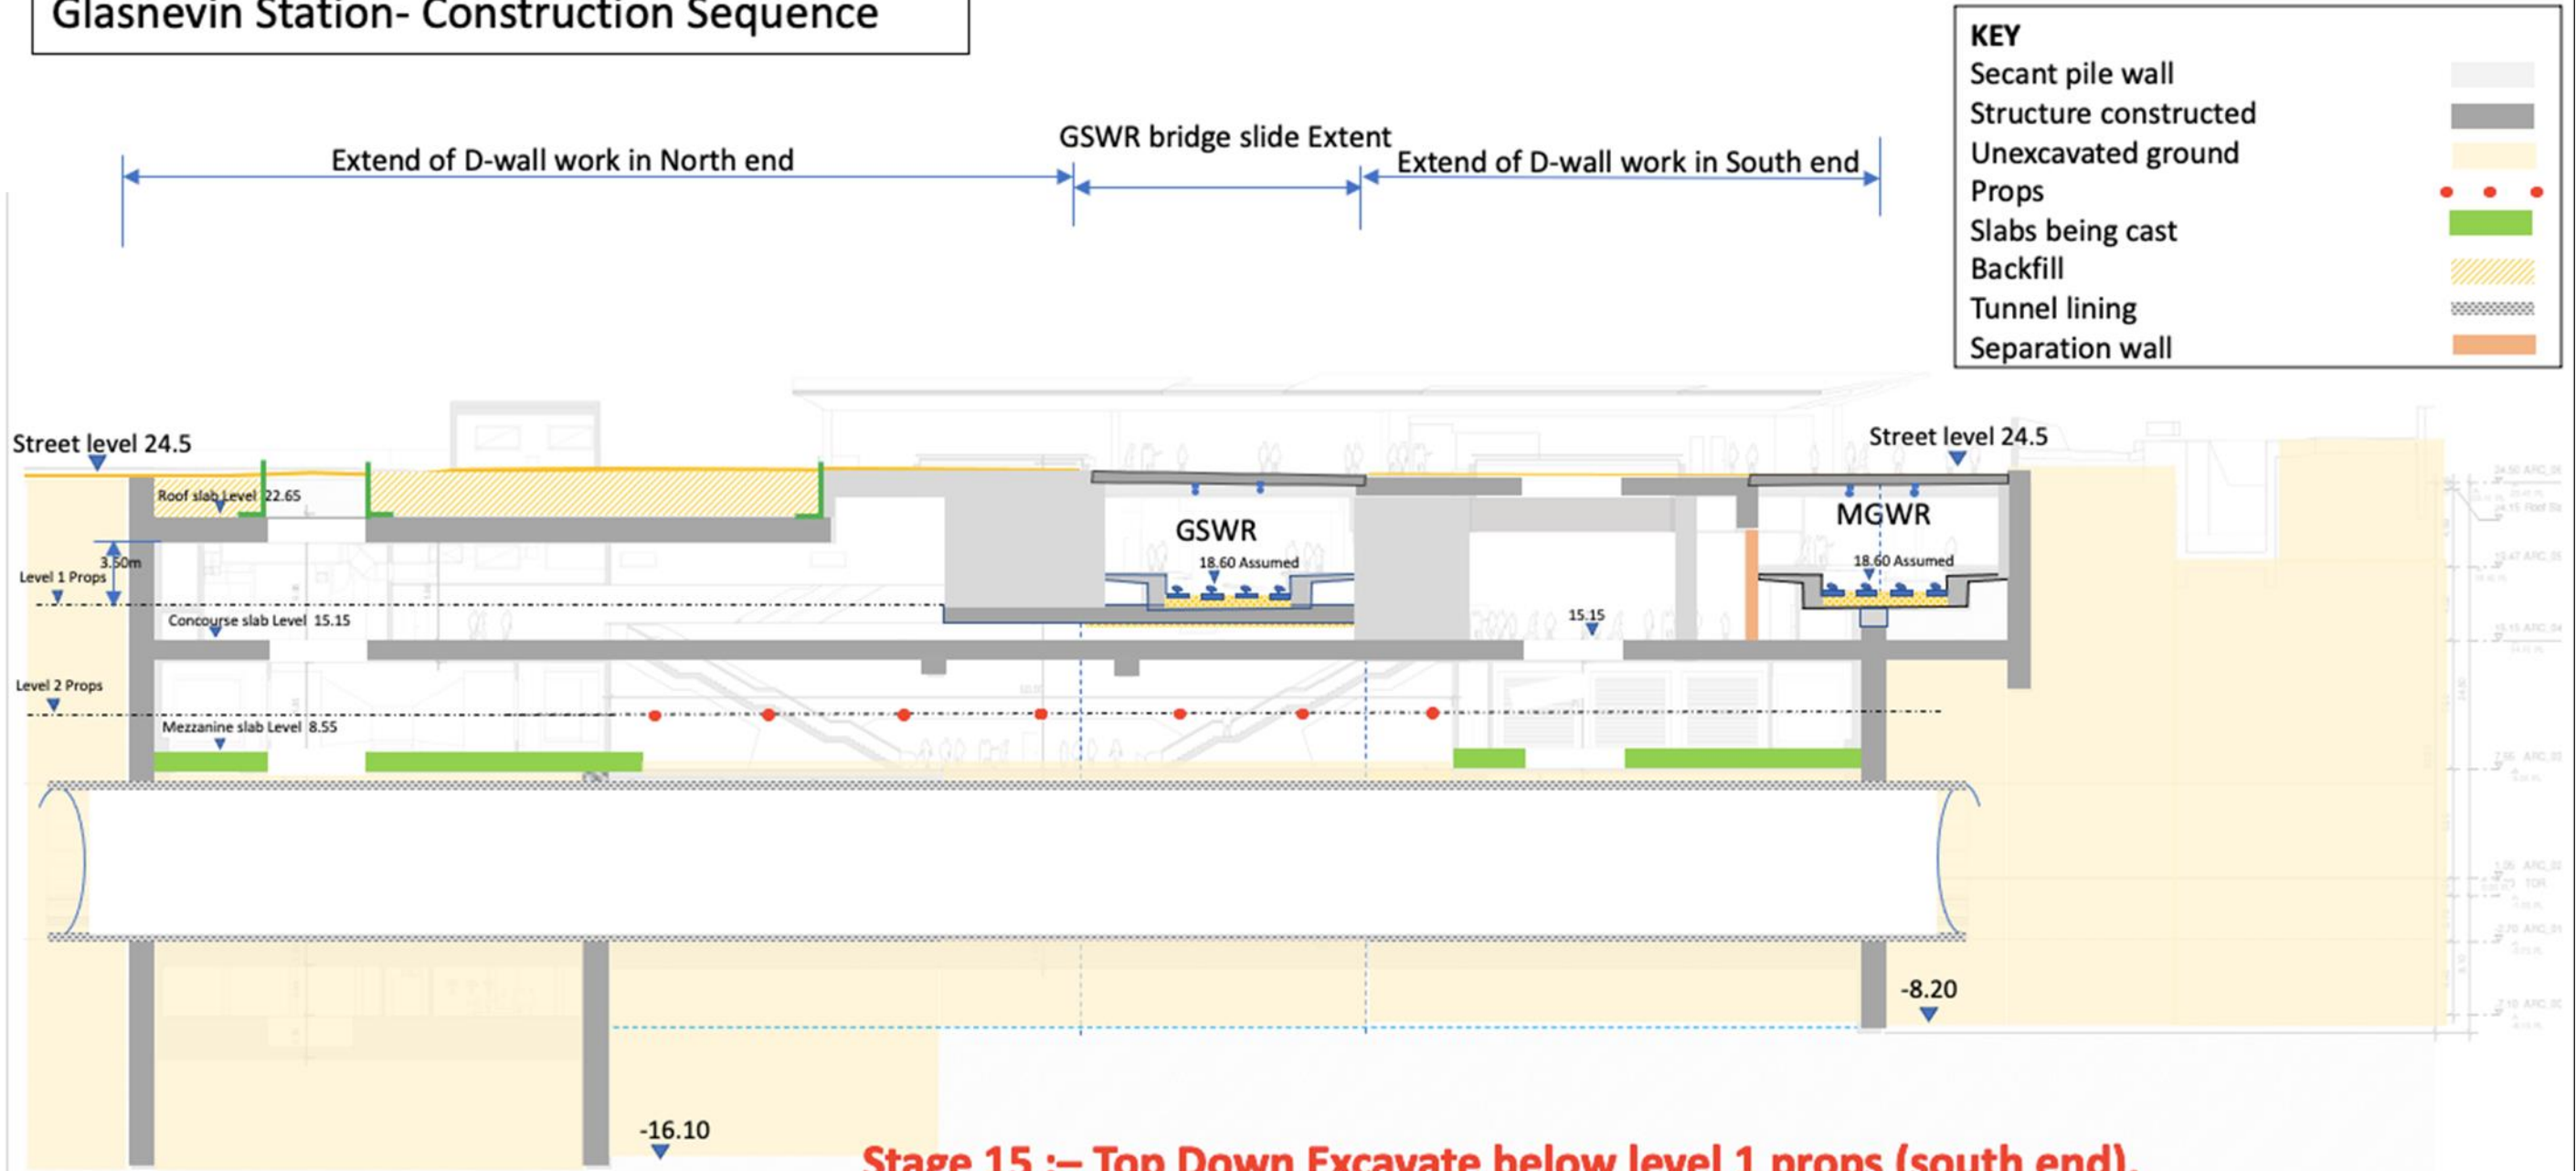 Glasnevin Station- Construction Sequence
KEY
Secant pile wall
Structure constructed
Unexcavated ground
Props
Slabs being cast
Backfill
Tunnel lining
Separation wall
GSWR bridge slide Extent
Extend of D-wall work in North end
Extend of D-wall work in South end
Street level 24.5
Street level 24.5
Roof slab Level 22.65
GSWR
MGWR
3.50m
18.60 Assumed
18.60 Assumed
Level 1 Props
Concourse slab Level 15.15
15.15
Level 2 Props
Mezzanine slab Level 8.55
-8.20
-16.10
Stage 15 :– Top Down Excavate below level 1 props (south end).